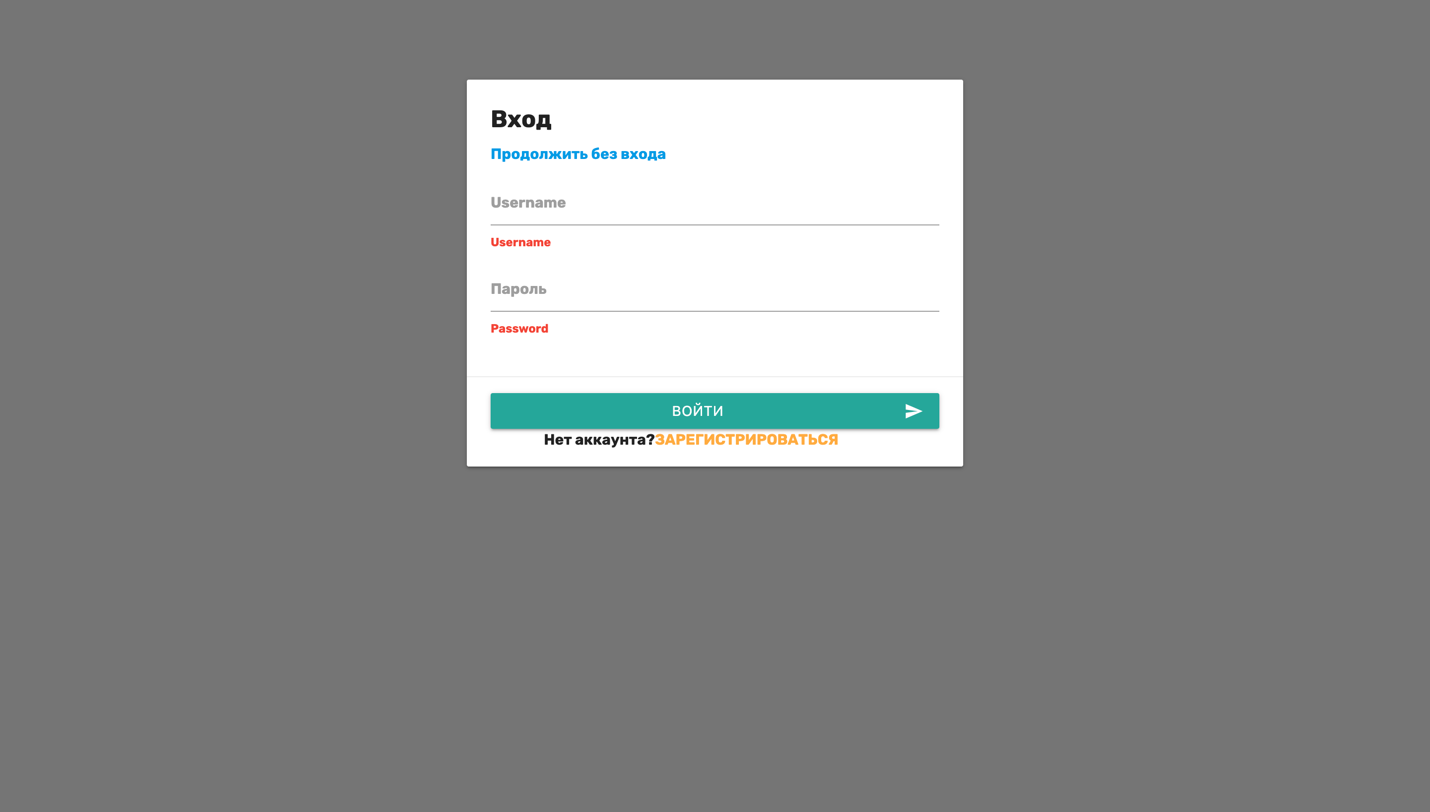 Вход
Продолжить без входа
Username
Username
Пароль
Password
ВОЙТИ
Нет аккаунта?ЗАРЕГИСТРИРОВАТЬСЯ